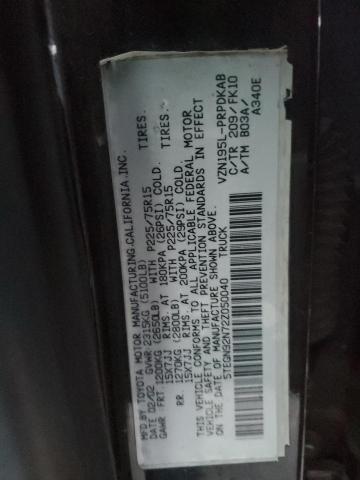 MFD.BY TOYOTA MOTOR MANUFACTURING.CALIFORNIA.INC.
DATE 02/02 GVWR 2315KG (5100LB)
GAWR FRT 1200KG (2650LB) WITH P225/75R15 TIRES.
15X7JJ RIMS. AT 180KPA (26PSI) COLD.
RR. 1270KG (2800LB) WITH P225/75R15 TIRES.
15X7JJ RIMS. AT 200KPA (29PSI) COLD.
THIS VEHICLE CONFORMS TO ALL APPLICABLE FEDERAL MOTOR
VEHICLE SAFETY AND THEFT PREVENTION STANDARDS IN EFFECT
ON THE DATE OF MANUFACTURE SHOWN ABOVE.
5TEGN92N72Z050040 TRUCK
VZN195L-PRPDKAB
C/TR 209/FK10
A/TM B03A/
A340E